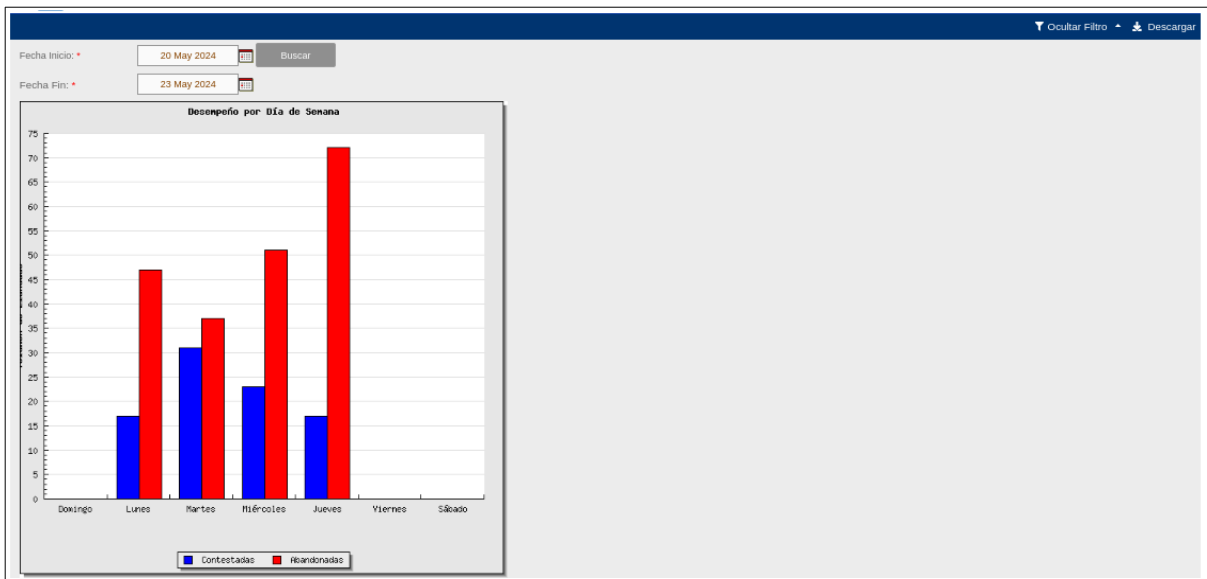 Ocultar Filtro Descargar
Fecha Inicio: * 20 May 2024 Buscar
Fecha Fin: * 23 May 2024
Desempeño por Día de Semana
75
70
65
60
55
50
45
40
35
30
25
20
15
10
5
0
Domingo Lunes Martes Miércoles Jueves Viernes Sábado
Contestadas Abandonadas